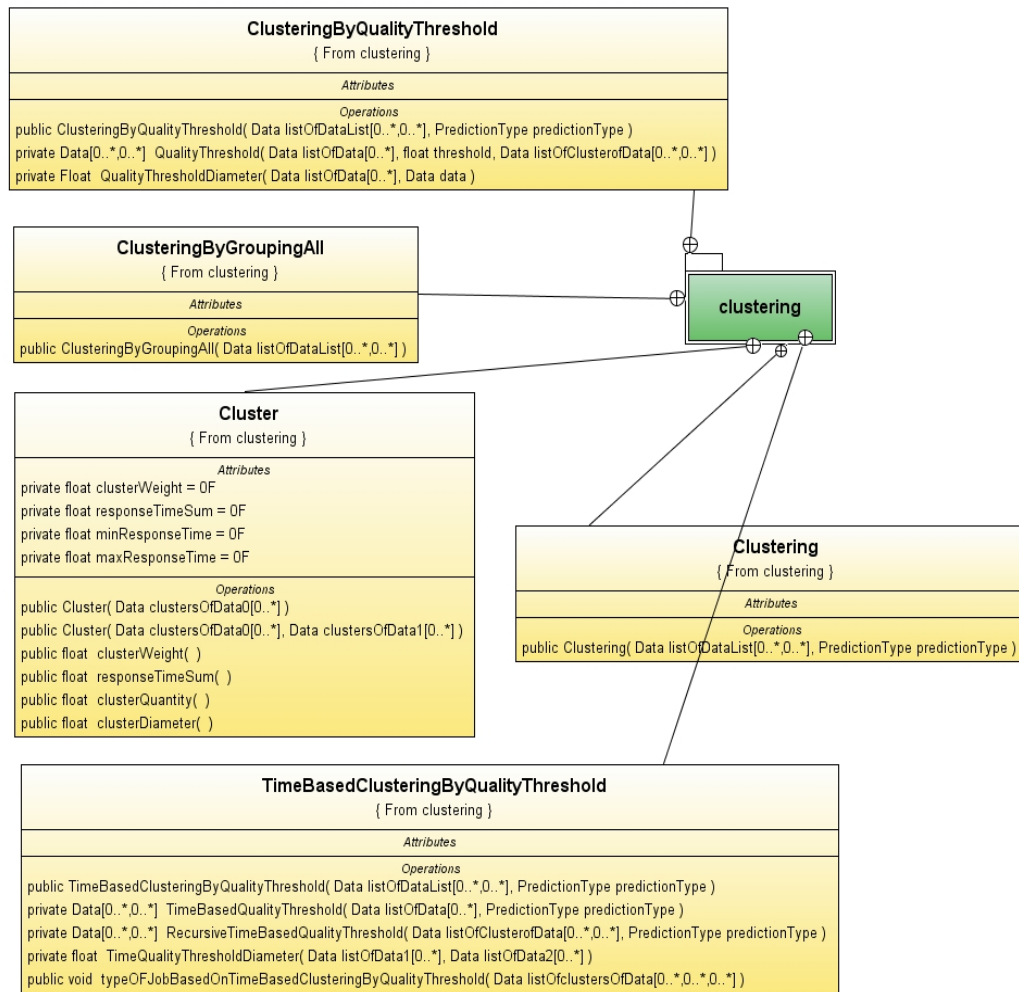 ClusteringByQualityThreshold
{ From clustering }
Attributes
Operations
public ClusteringByQualityThreshold( Data listOfDataList[0..*,0..*], PredictionType predictionType )
private Data[0..*,0..*] QualityThreshold( Data listOfData[0..*], float threshold, Data listOfClusterofData[0..*,0..*] )
private Float QualityThresholdDiameter( Data listOfData[0..*], Data data )
ClusteringByGroupingAll
{ From clustering }
Attributes
Operations
public ClusteringByGroupingAll( Data listOfDataList[0..*,0..*] )
clustering
Cluster
{ From clustering }
Attributes
private float clusterWeight = 0F
private float responseTimeSum = 0F
private float minResponseTime = 0F
private float maxResponseTime = 0F
Operations
public Cluster( Data clustersOfData0[0..*] )
public Cluster( Data clustersOfData0[0..*], Data clustersOfData1[0..*] )
public float clusterWeight( )
public float responseTimeSum( )
public float clusterQuantity( )
public float clusterDiameter( )
Clustering
{ From clustering }
Attributes
Operations
public Clustering( Data listOfDataList[0..*,0..*], PredictionType predictionType )
TimeBasedClusteringByQualityThreshold
{ From clustering }
Attributes
Operations
public TimeBasedClusteringByQualityThreshold( Data listOfDataList[0..*,0..*], PredictionType predictionType )
private Data[0..*,0..*] TimeBasedQualityThreshold( Data listOfData[0..*], PredictionType predictionType )
private Data[0..*,0..*] RecursiveTimeBasedQualityThreshold( Data listOfClusterofData[0..*,0..*], PredictionType predictionType )
private float TimeQualityThresholdDiameter( Data listOfData1[0..*], Data listOfData2[0..*] )
public void typeOFJobBasedOnTimeBasedClusteringByQualityThreshold( Data listOfclustersOfData[0..*,0..*,0..*] )